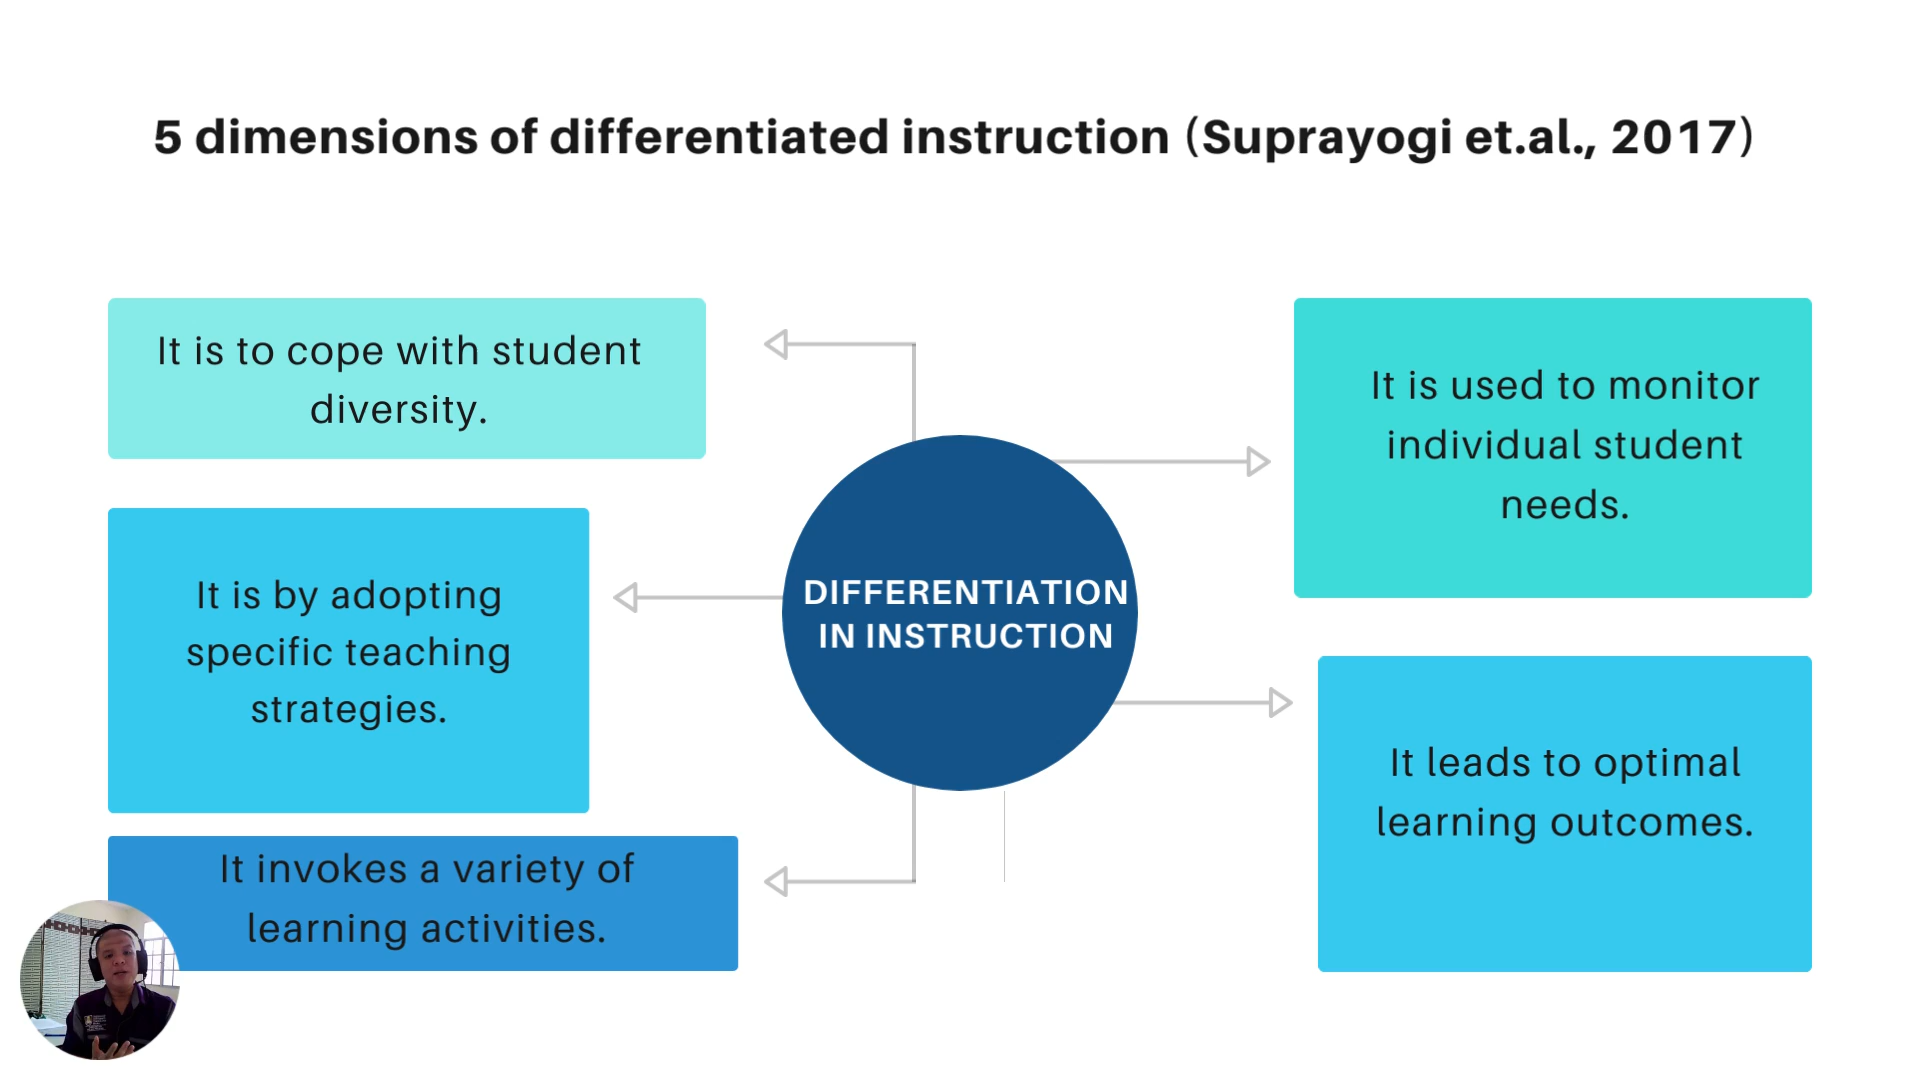 5 dimensions of differentiated instruction (Suprayogi et.al., 2017)
It is to cope with student
diversity.
It is by adopting
specific teaching
strategies.
It invokes a variety of
learning activities.
DIFFERENTIATION
IN INSTRUCTION
It is used to monitor
individual student
needs.
It leads to optimal
learning outcomes.